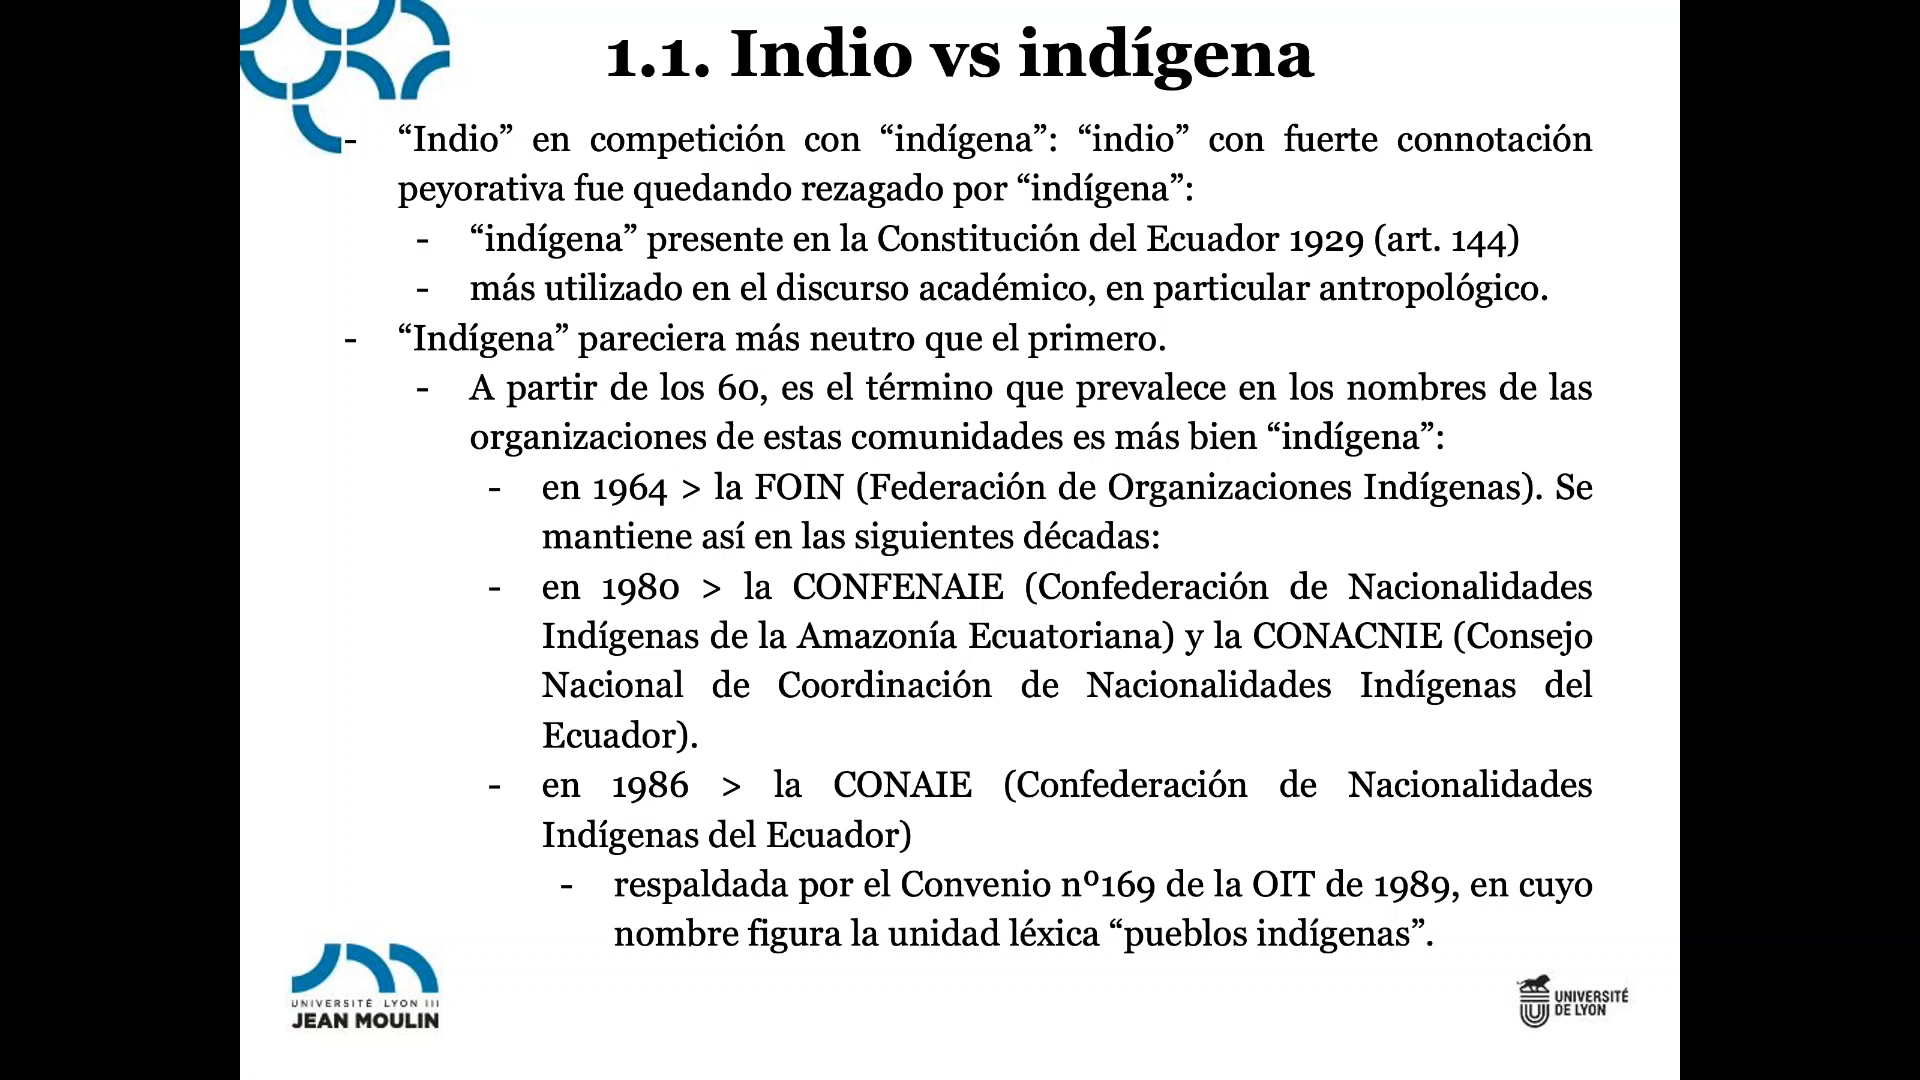 1.1. Indio vs indígena
- “Indio” en competición con “indígena”: “indio” con fuerte connotación
peyorativa fue quedando rezagado por “indígena”:
- “indígena” presente en la Constitución del Ecuador 1929 (art. 144)
- más utilizado en el discurso académico, en particular antropológico.
- “Indígena” pareciera más neutro que el primero.
- A partir de los 60, es el término que prevalece en los nombres de las
organizaciones de estas comunidades es más bien “indígena”:
- en 1964 > la FOIN (Federación de Organizaciones Indígenas). Se
mantiene así en las siguientes décadas:
- en 1980 > la CONFENAIE (Confederación de Nacionalidades
Indígenas de la Amazonía Ecuatoriana) y la CONACNIE (Consejo
Nacional de Coordinación de Nacionalidades Indígenas del
Ecuador).
- en 1986 > la CONAIE (Confederación de Nacionalidades
Indígenas del Ecuador)
- respaldada por el Convenio nº169 de la OIT de 1989, en cuyo
nombre figura la unidad léxica “pueblos indígenas”.
UNIVERSITÉ LYON III
JEAN MOULIN
UNIVERSITÉ
DE LYON